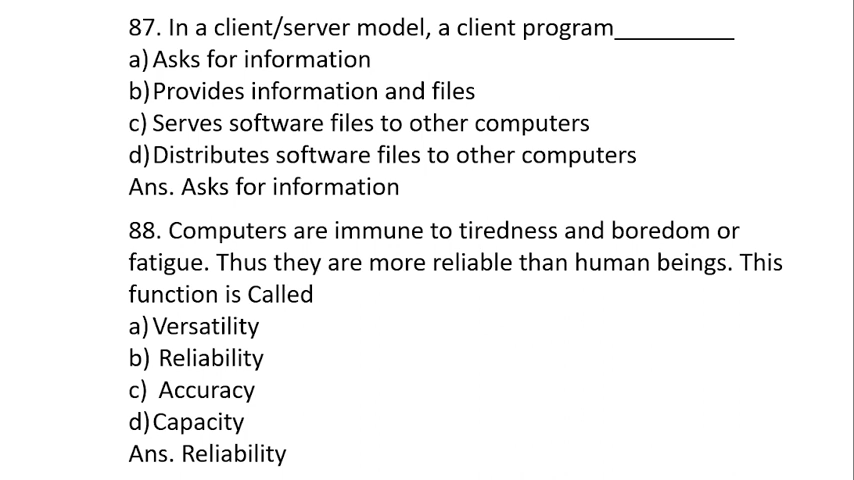 87. In a client/server model, a client program__________
a) Asks for information
b) Provides information and files
c) Serves software files to other computers
d) Distributes software files to other computers
Ans. Asks for information
88. Computers are immune to tiredness and boredom or
fatigue. Thus they are more reliable than human beings. This
function is Called
a) Versatility
b) Reliability
c) Accuracy
d) Capacity
Ans. Reliability